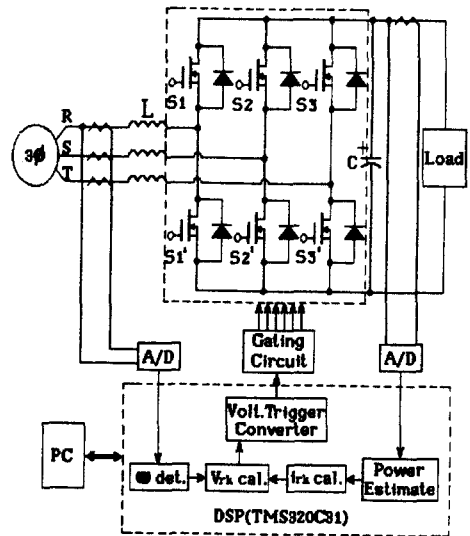 S1
S2
S3
R
L
S
3Ø
T
C
+
Load
S1'
S2'
S3'
A/D
Gating
Circuit
A/D
Volt.Trigger
Converter
PC
det.
Vrk cal.
irk cal.
Power
Estimate
DSP(TMS320C31)